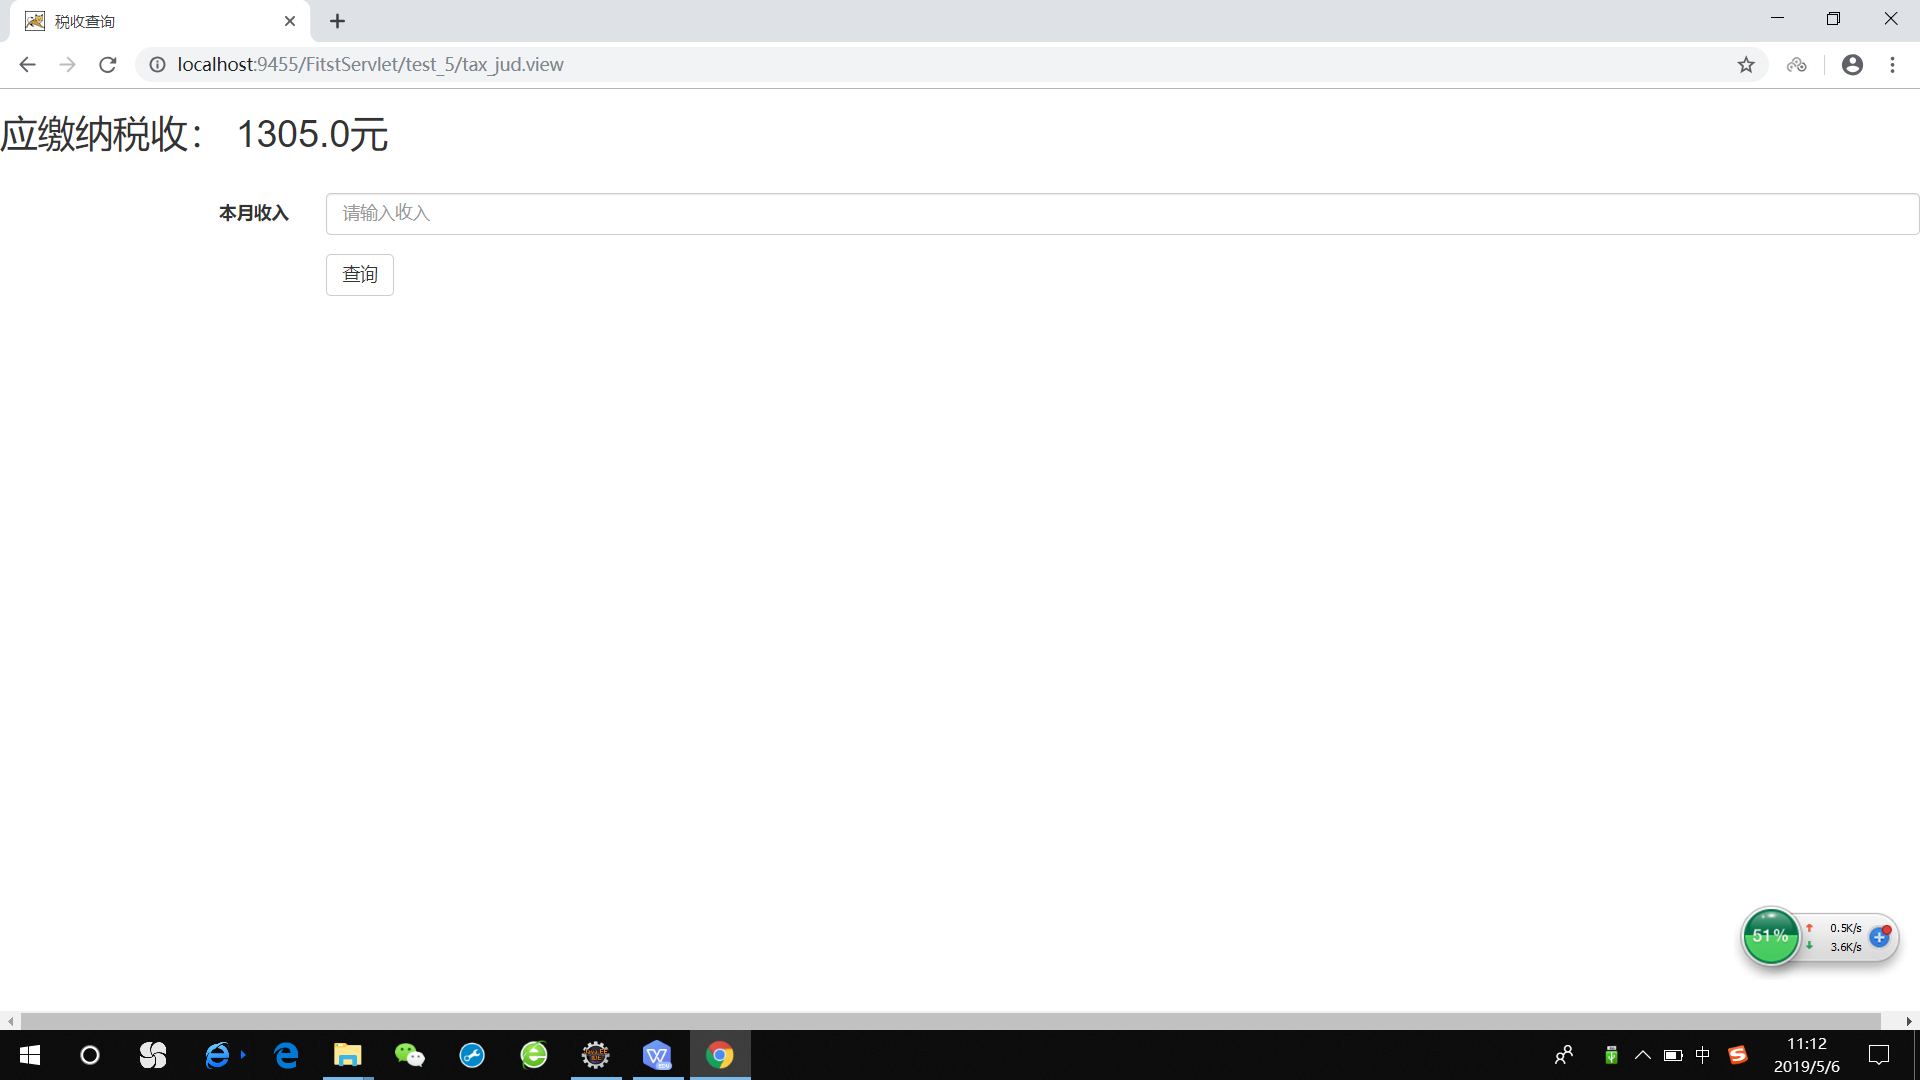 税收查询
localhost:9455/FitstServlet/test_5/tax_jud.view
应缴纳税收： 1305.0元
本月收入
请输入收入
查询
51%
0.5K/s
3.6K/s
中
11:12
2019/5/6